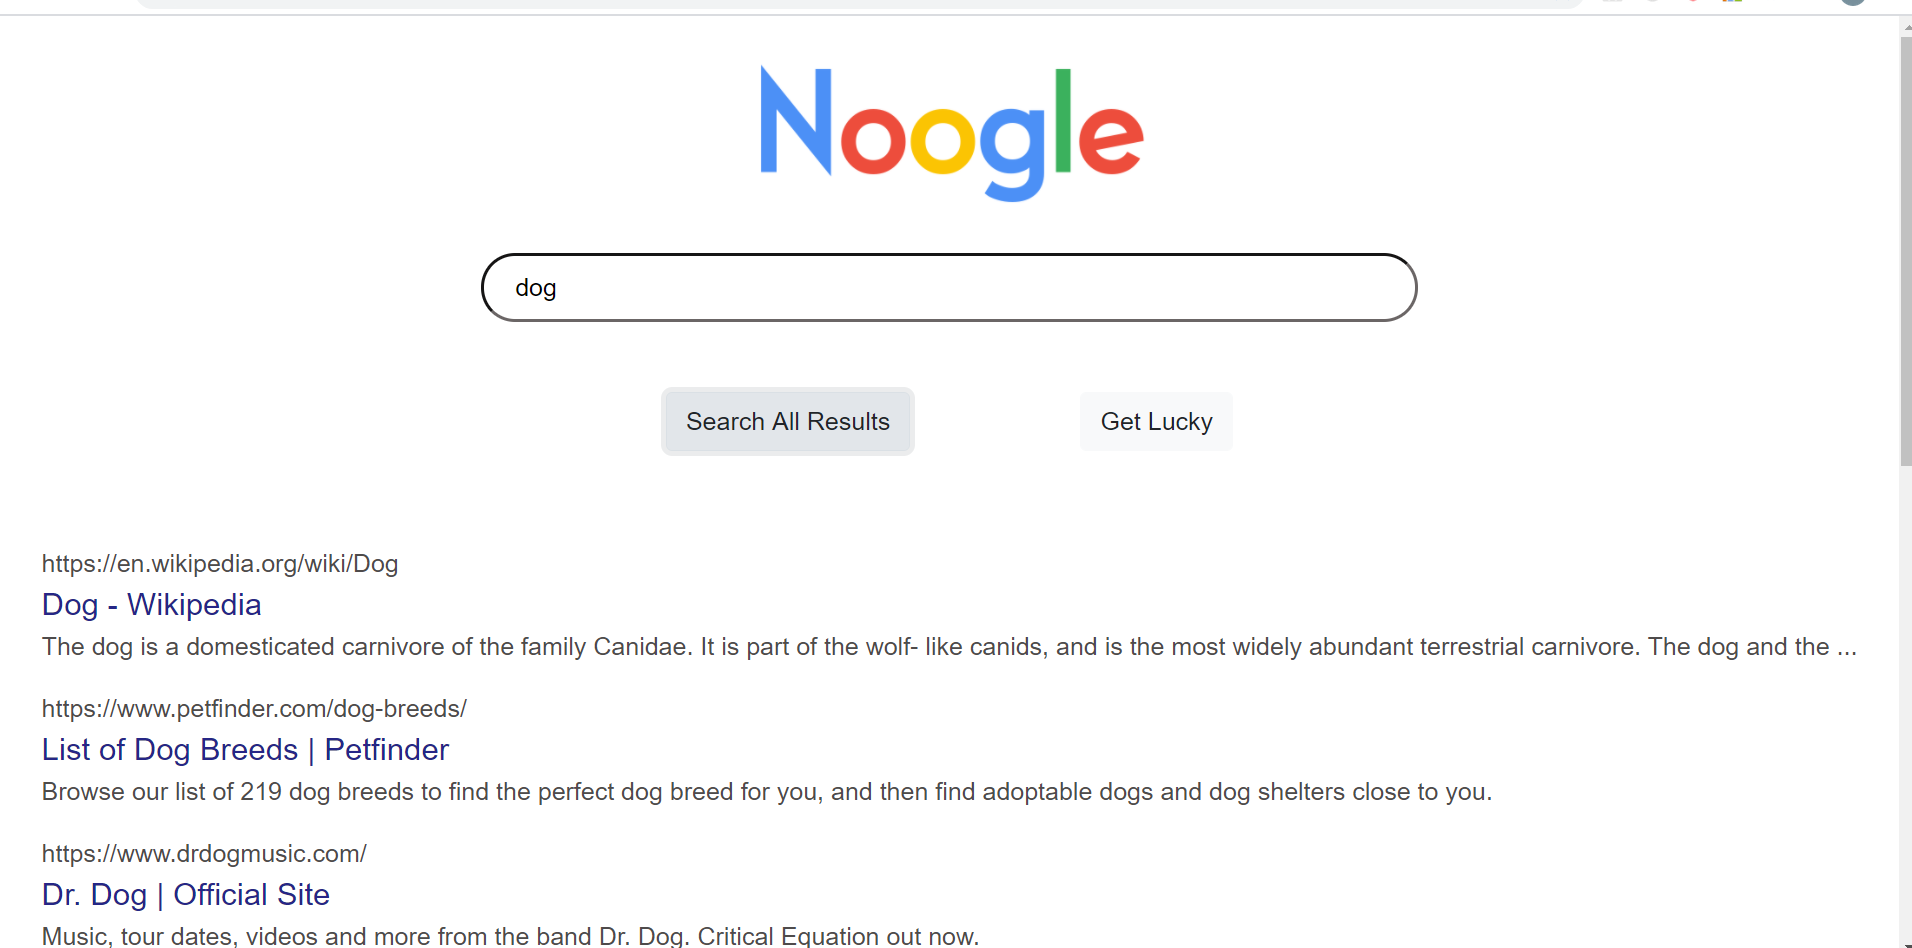 Noogle
dog
Search All Results
Get Lucky
https://en.wikipedia.org/wiki/Dog
Dog - Wikipedia
The dog is a domesticated carnivore of the family Canidae. It is part of the wolf- like canids, and is the most widely abundant terrestrial carnivore. The dog and the ...
https://www.petfinder.com/dog-breeds/
List of Dog Breeds | Petfinder
Browse our list of 219 dog breeds to find the perfect dog breed for you, and then find adoptable dogs and dog shelters close to you.
https://www.drdogmusic.com/
Dr. Dog | Official Site
Music, tour dates, videos and more from the band Dr. Dog. Critical Equation out now.